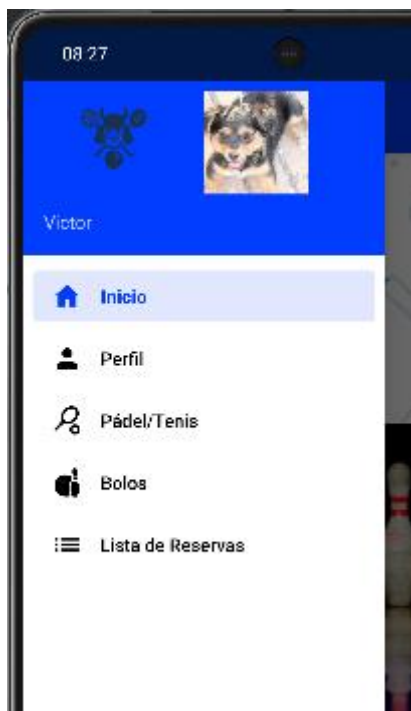 08:27
Victor
Inicio
Perfil
Pádel/Tenis
Bolos
Lista de Reservas